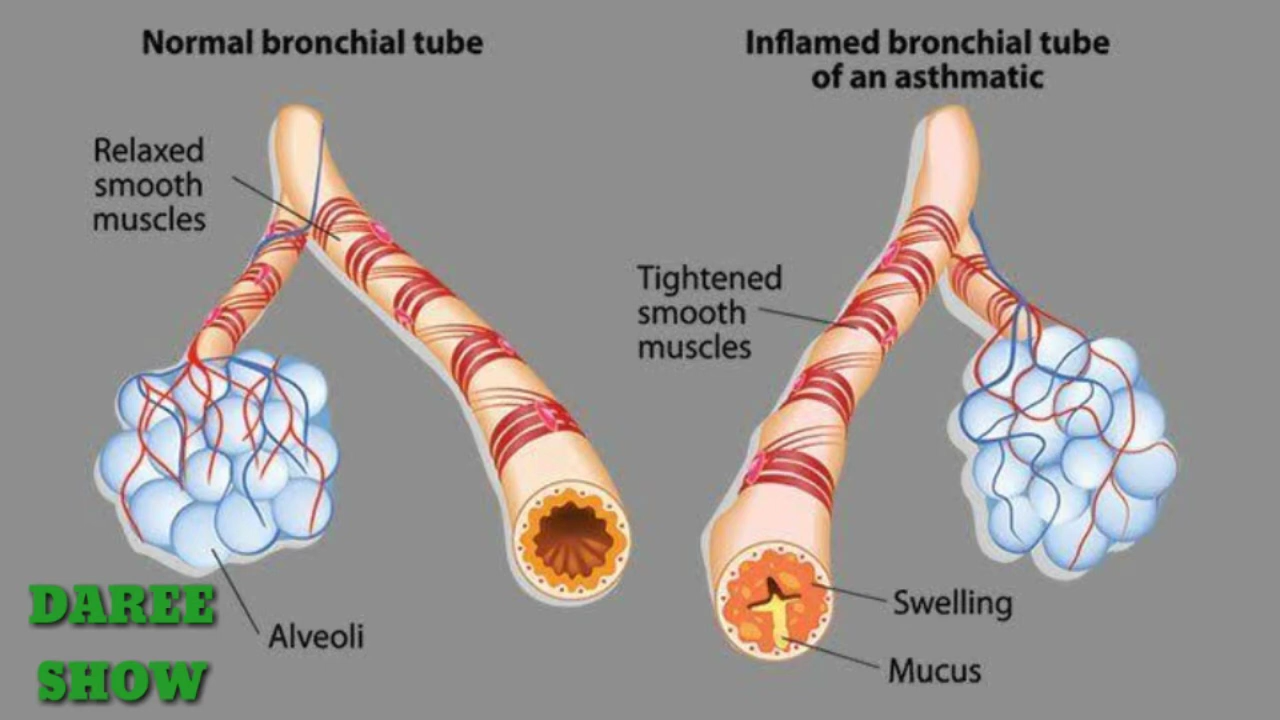 Normal bronchial tube
Inflamed bronchial tube
of an asthmatic
Relaxed
smooth
muscles
Tightened
smooth
muscles
Swelling
Mucus
Alveoli
DAREE
SHOW